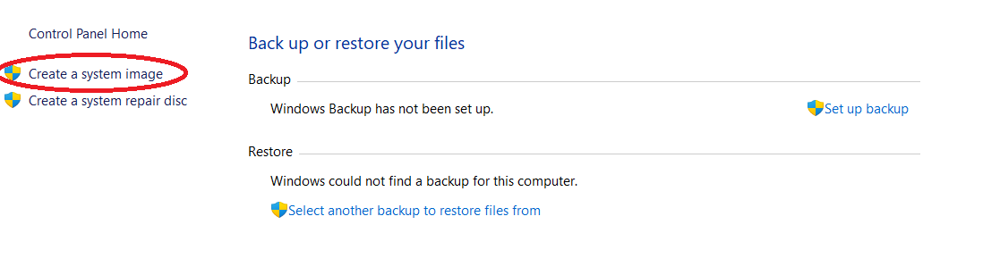 Control Panel Home
Create a system image
Create a system repair disc
Back up or restore your files
Backup
Windows Backup has not been set up.
Set up backup
Restore
Windows could not find a backup for this computer.
Select another backup to restore files from